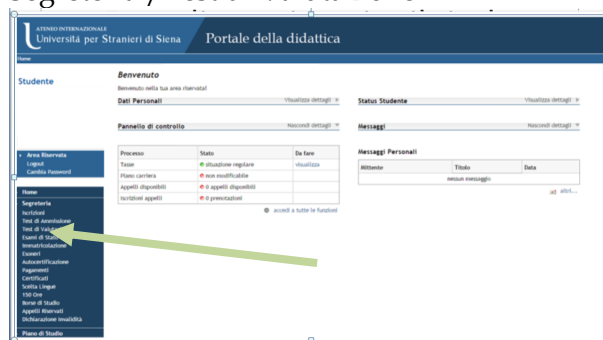 ATENEO INTERNAZIONALE
Università per Stranieri di Siena
Portale della didattica
Home
Studente
Benvenuto
Benvenuto nella tua area riservata!
Dati Personali
Visualizza dettagli
Status Studente
Visualizza dettagli
Pannello di controllo
Nascondi dettagli
Messaggi
Nascondi dettagli
Processo Stato Da fare
Tasse situazione regolare visualizza
Piano carriera non modificabile
Appelli disponibili 0 appelli disponibili
Iscrizioni appelli 0 prenotazioni
accedi a tutte le funzioni
Messaggi Personali
Mittente Titolo Data
nessun messaggio
altri...
Area Riservata
Logout
Cambia Password
Home
Segreteria
Iscrizioni
Test di Ammissione
Test di
Esami di
Immatricolazione
Esoneri
Autocertificazione
Pagamenti
Certificati
Scelta Lingue
150 Ore
Borse di Studio
Appelli Riservati
Dichiarazione Invalidità
Piano di Studio